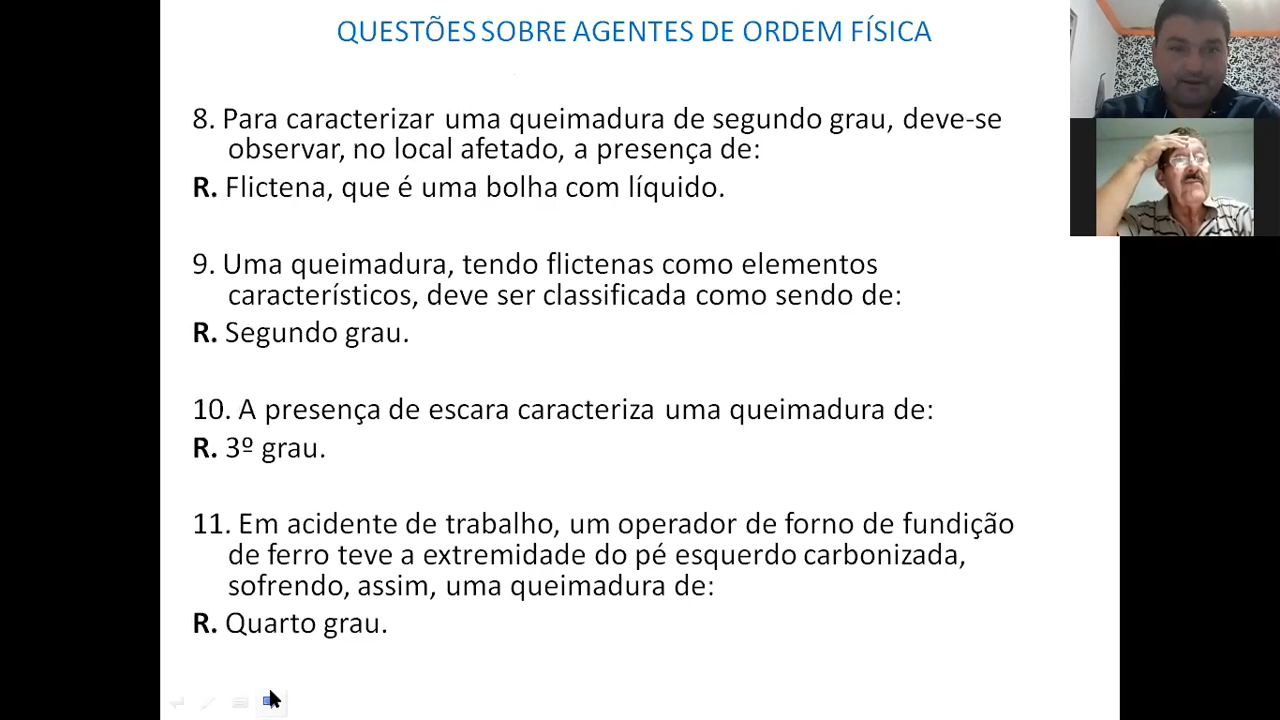 QUESTÕES SOBRE AGENTES DE ORDEM FÍSICA
8. Para caracterizar uma queimadura de segundo grau, deve-se
observar, no local afetado, a presença de:
R. Flictena, que é uma bolha com líquido.
9. Uma queimadura, tendo flictenas como elementos
característicos, deve ser classificada como sendo de:
R. Segundo grau.
10. A presença de escara caracteriza uma queimadura de:
R. 3º grau.
11. Em acidente de trabalho, um operador de forno de fundição
de ferro teve a extremidade do pé esquerdo carbonizada,
sofrendo, assim, uma queimadura de:
R. Quarto grau.